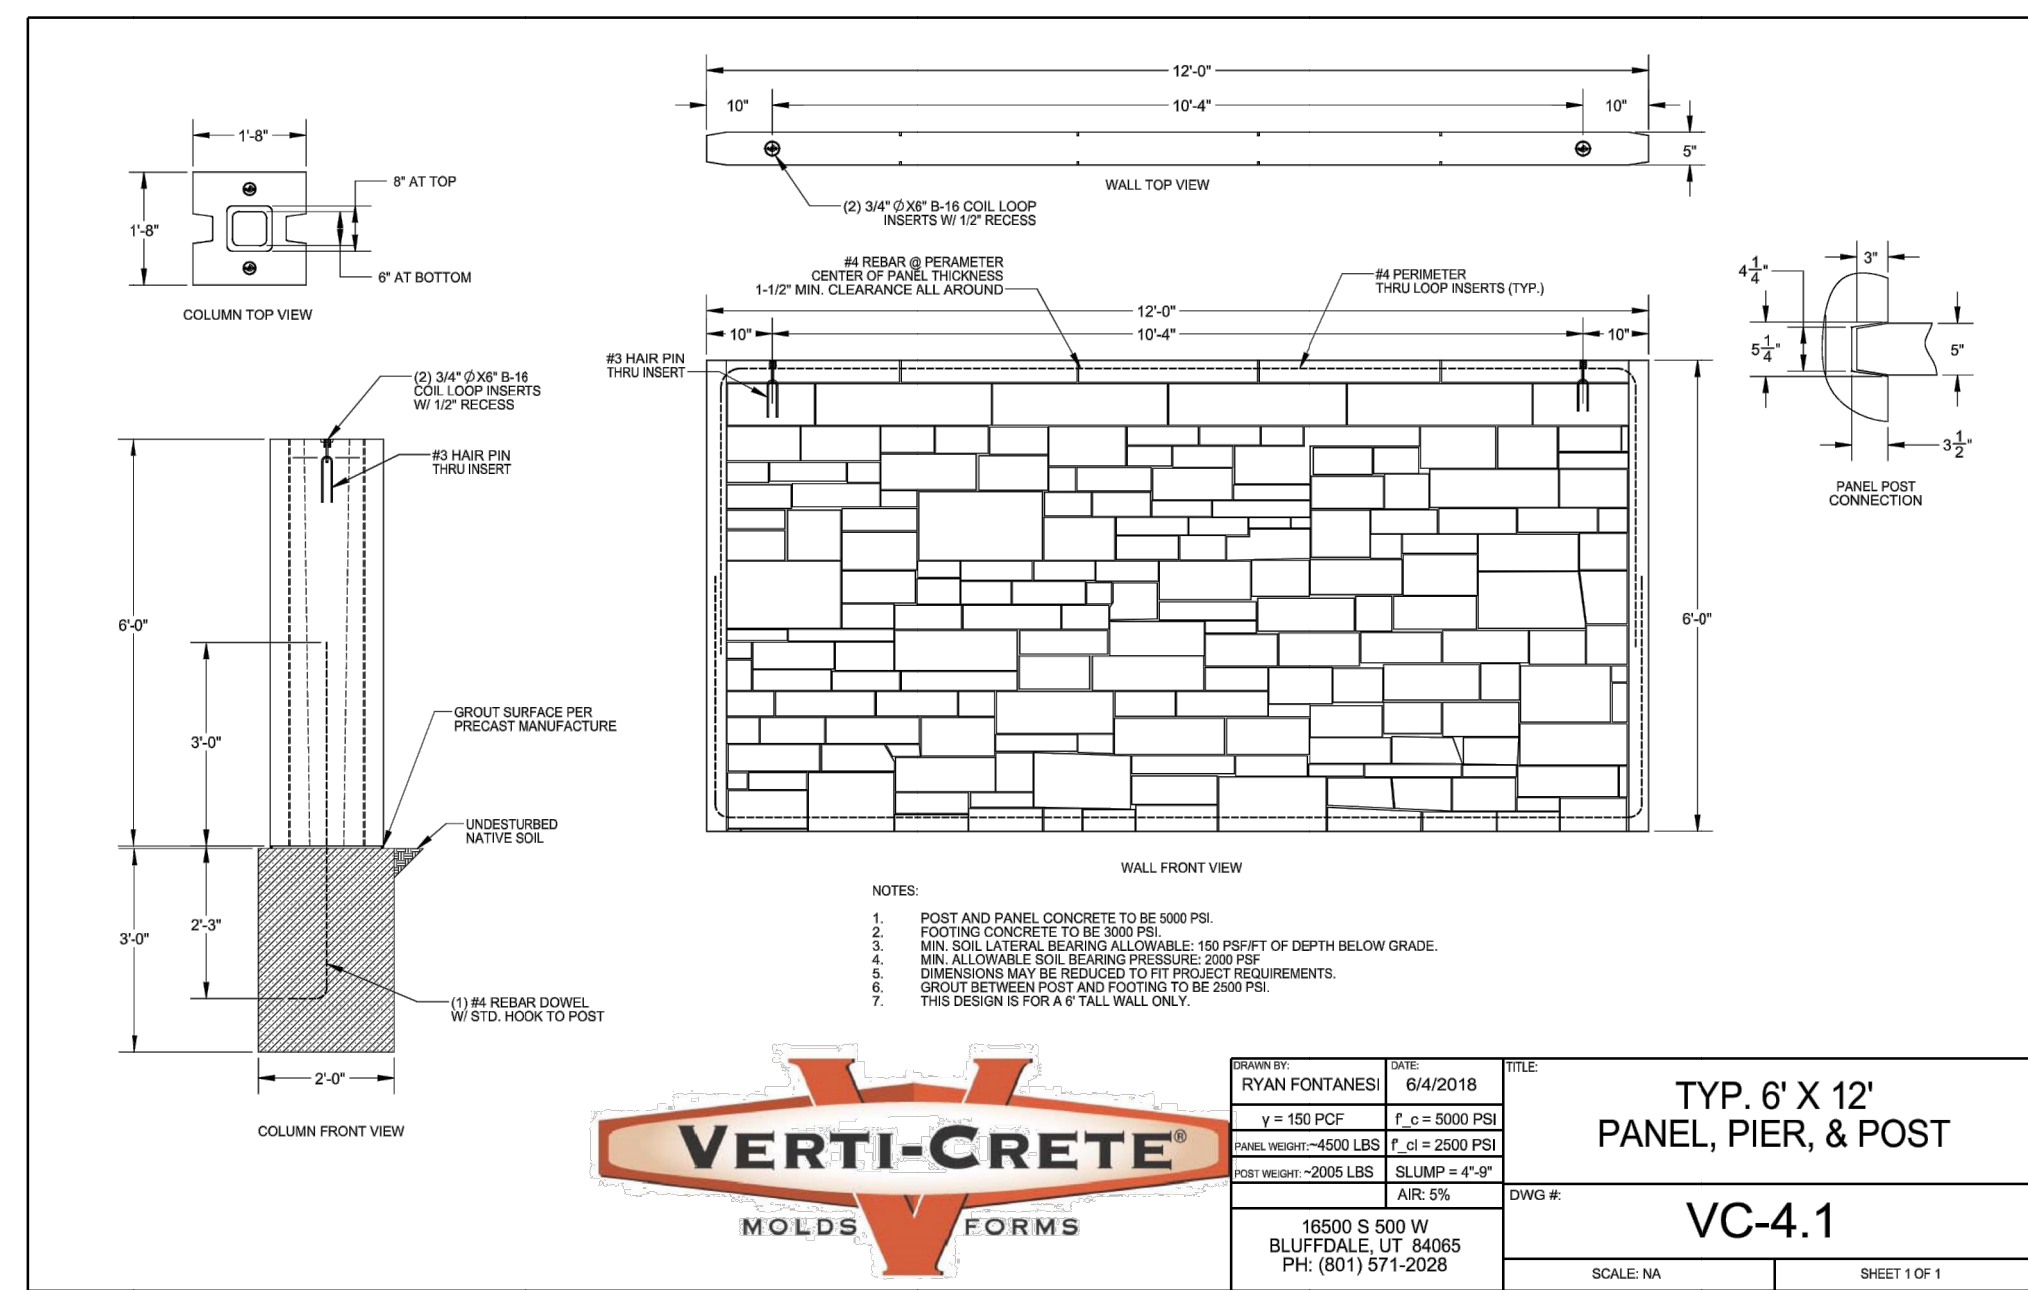 1'-8"
1'-8"
8" AT TOP
6" AT BOTTOM
COLUMN TOP VIEW
12'-0"
10"
10'-4"
10"
5"
WALL TOP VIEW
(2) 3/4" Ø X6" B-16 COIL LOOP
INSERTS W/ 1/2" RECESS
#4 REBAR @ PERAMETER
CENTER OF PANEL THICKNESS
1-1/2" MIN. CLEARANCE ALL AROUND
#4 PERIMETER
THRU LOOP INSERTS (TYP.)
12'-0"
10"
10'-4"
10"
#3 HAIR PIN
THRU INSERT
6'-0"
WALL FRONT VIEW
3"
4 1/4"
5 1/4"
5"
3 1/2"
PANEL POST
CONNECTION
(2) 3/4" Ø X6" B-16
COIL LOOP INSERTS
W/ 1/2" RECESS
#3 HAIR PIN
THRU INSERT
6'-0"
3'-0"
GROUT SURFACE PER
PRECAST MANUFACTURE
UNDESTURBED
NATIVE SOIL
2'-3"
3'-0"
(1) #4 REBAR DOWEL
W/ STD. HOOK TO POST
2'-0"
COLUMN FRONT VIEW
NOTES:
1. POST AND PANEL CONCRETE TO BE 5000 PSI.
2. FOOTING CONCRETE TO BE 3000 PSI.
3. MIN. SOIL LATERAL BEARING ALLOWABLE: 150 PSF/FT OF DEPTH BELOW GRADE.
4. MIN. ALLOWABLE SOIL BEARING PRESSURE: 2000 PSF
5. DIMENSIONS MAY BE REDUCED TO FIT PROJECT REQUIREMENTS.
6. GROUT BETWEEN POST AND FOOTING TO BE 2500 PSI.
7. THIS DESIGN IS FOR A 6' TALL WALL ONLY.
VERTI-CRETE®
MOLDS FORMS
DRAWN BY:
RYAN FONTANESI
DATE:
6/4/2018
γ = 150 PCF
f'_c = 5000 PSI
PANEL WEIGHT:~4500 LBS
f'_ci = 2500 PSI
POST WEIGHT: ~2005 LBS
SLUMP = 4"-9"
AIR: 5%
16500 S 500 W
BLUFFDALE, UT 84065
PH: (801) 571-2028
TITLE:
TYP. 6' X 12'
PANEL, PIER, & POST
DWG #:
VC-4.1
SCALE: NA
SHEET 1 OF 1